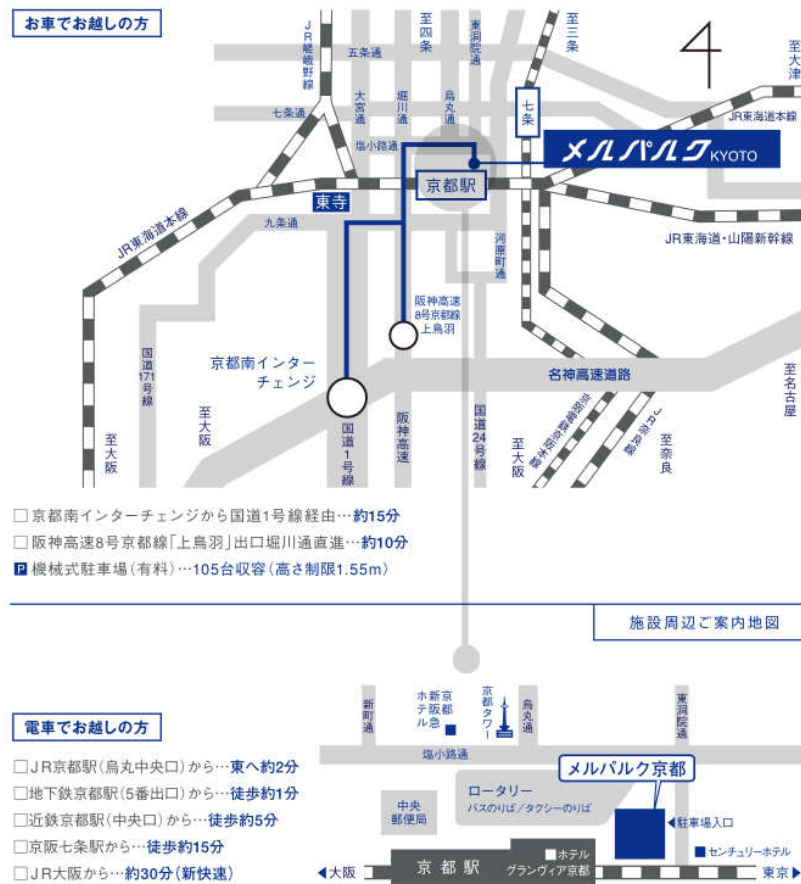 お車でお越しの方
JR嵯峨野線
至四条
東洞院通
至三条
至大津
五条通
大宮通
堀川通
烏丸通
七条通
七条
JR東海道本線
塩小路通
メルパルク KYOTO
京都駅
東寺
九条通
JR東海道本線
河原町通
JR東海道・山陽新幹線
阪神高速
8号京都線
上鳥羽
国道171号線
京都南インター
チェンジ
名神高速道路
至名古屋
至大阪
至大阪
国道1号線
阪神高速
国道24号線
至大阪
京阪電鉄京阪本線
JR奈良線
至奈良
□京都南インターチェンジから国道1号線経由…約15分
□阪神高速8号京都線「上鳥羽」出口堀川通直進…約10分
P 機械式駐車場(有料)…105台収容(高さ制限1.55m)
施設周辺ご案内地図
電車でお越しの方
□JR京都駅(烏丸中央口)から…東へ約2分
□地下鉄京都駅(5番出口)から…徒歩約1分
□近鉄京都駅(中央口)から…徒歩約5分
□京阪七条駅から…徒歩約15分
□JR大阪から…約30分(新快速)
新町通
京都
新阪急
ホテル
京都タワー
烏丸通
東洞院通
塩小路通
メルパルク京都
ロータリー
バスのりば/タクシーのりば
中央
郵便局
◀駐車場入口
センチュリーホテル
◀大阪
京都駅
ホテル
グランヴィア京都
東京▶